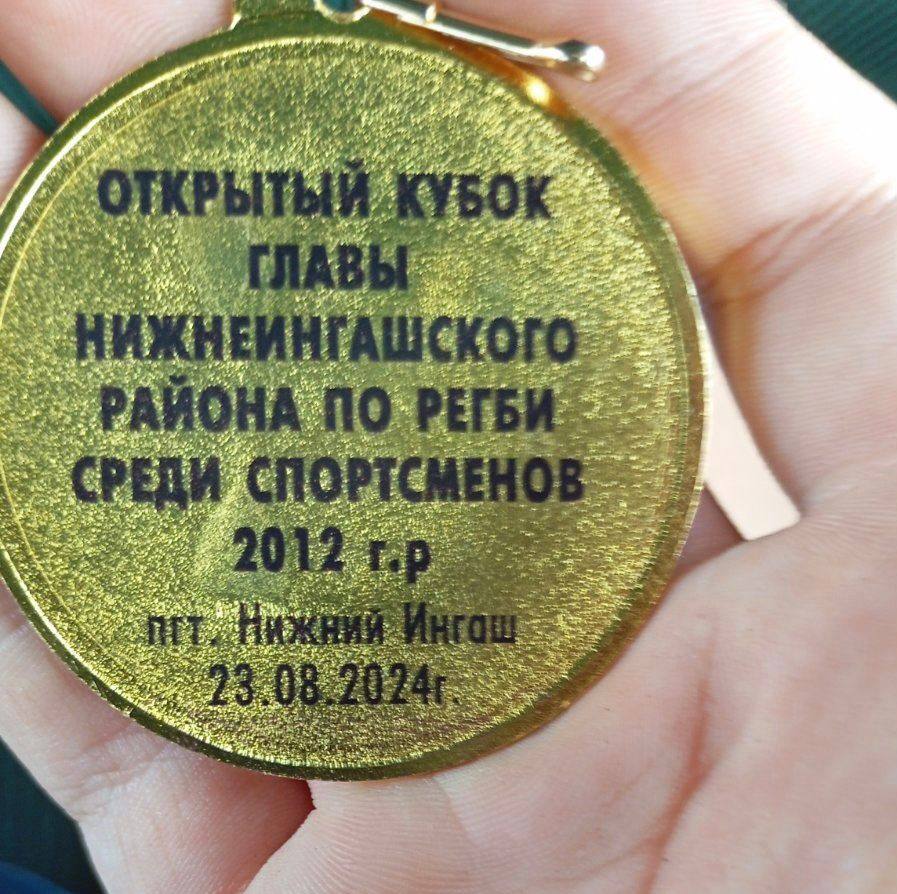 ОТКРЫТЫЙ КУБОК
ГЛАВЫ
НИЖНЕИНГАШСКОГО
РАЙОНА ПО РЕГБИ
СРЕДИ СПОРТСМЕНОВ
2012 г.р
пгт. Нижний Ингаш
23.08.2024г.